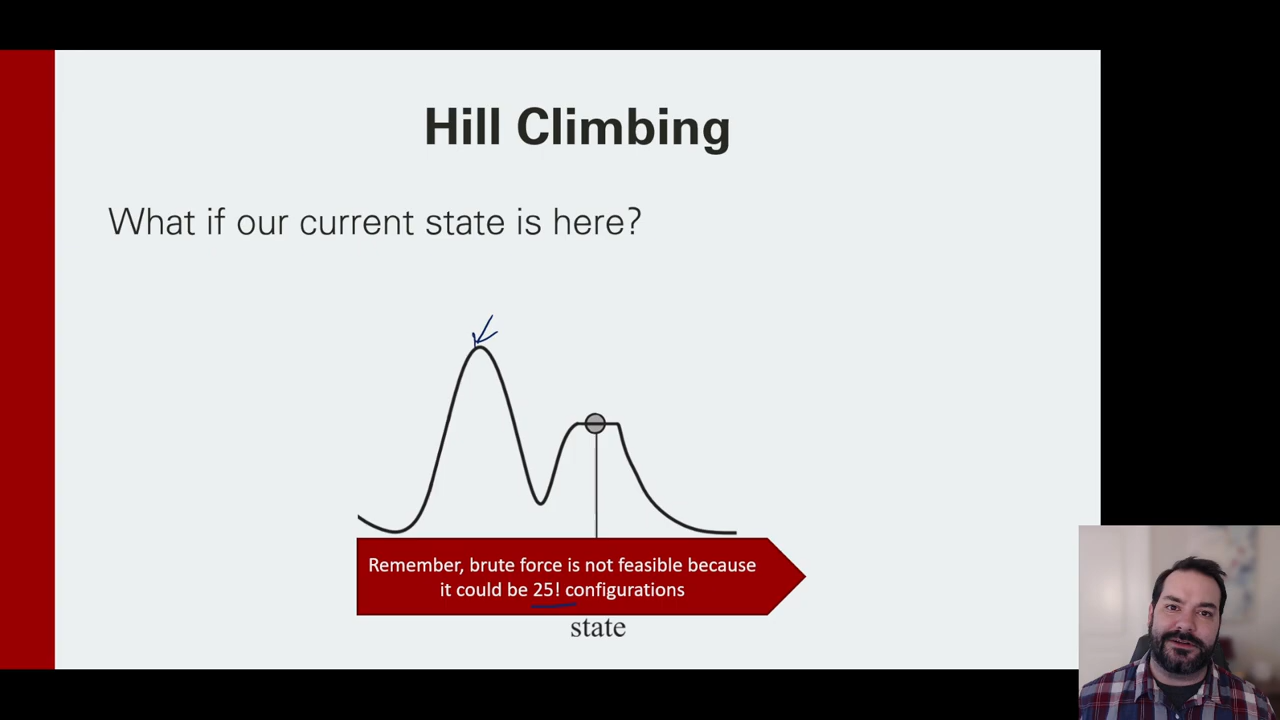 Hill Climbing
What if our current state is here?
Remember, brute force is not feasible because
it could be 25! configurations
state